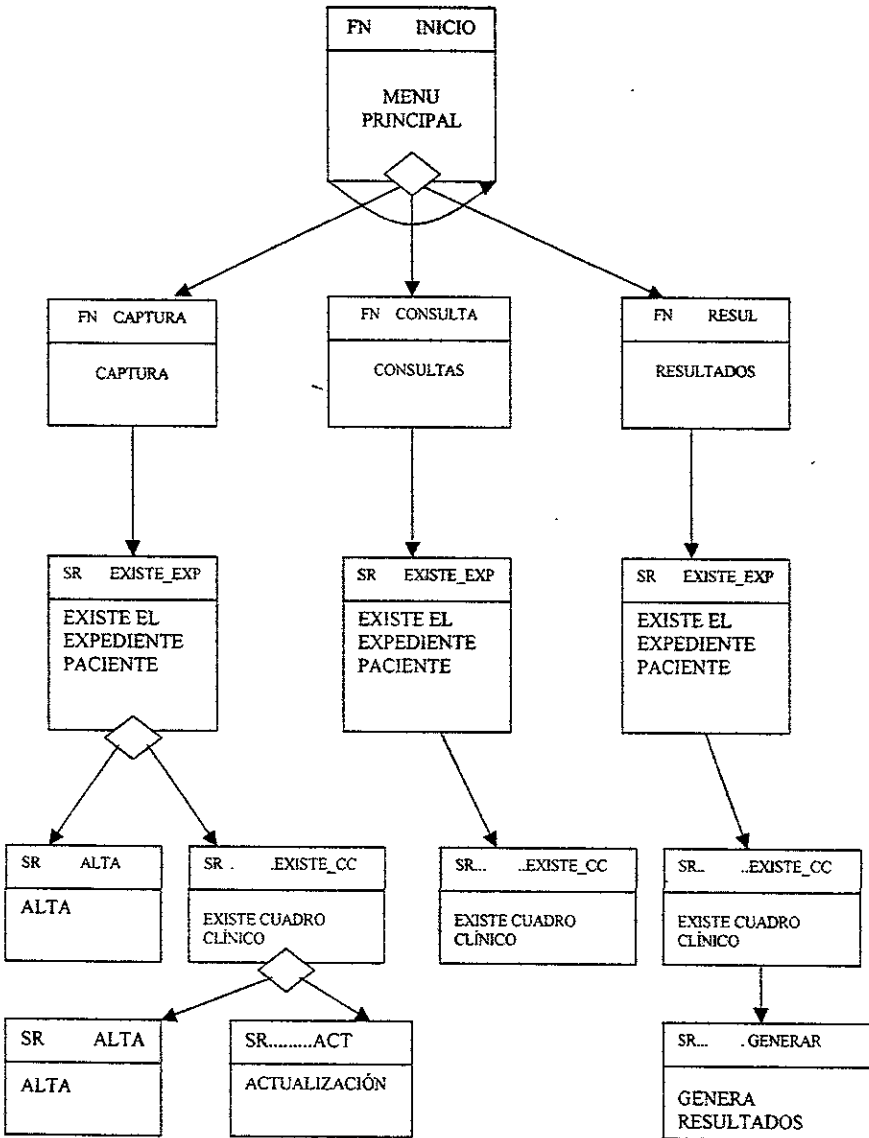 FN INICIO
MENU
PRINCIPAL
FN CAPTURA
CAPTURA
FN CONSULTA
CONSULTAS
FN RESUL
RESULTADOS
SR EXISTE_EXP
EXISTE EL
EXPEDIENTE
PACIENTE
SR EXISTE_EXP
EXISTE EL
EXPEDIENTE
PACIENTE
SR EXISTE_EXP
EXISTE EL
EXPEDIENTE
PACIENTE
SR ALTA
ALTA
SR . .EXISTE_CC
EXISTE CUADRO
CLÍNICO
SR... ..EXISTE_CC
EXISTE CUADRO
CLÍNICO
SR... ..EXISTE_CC
EXISTE CUADRO
CLÍNICO
SR ALTA
ALTA
SR.........ACT
ACTUALIZACIÓN
SR... . GENERAR
GENERA
RESULTADOS